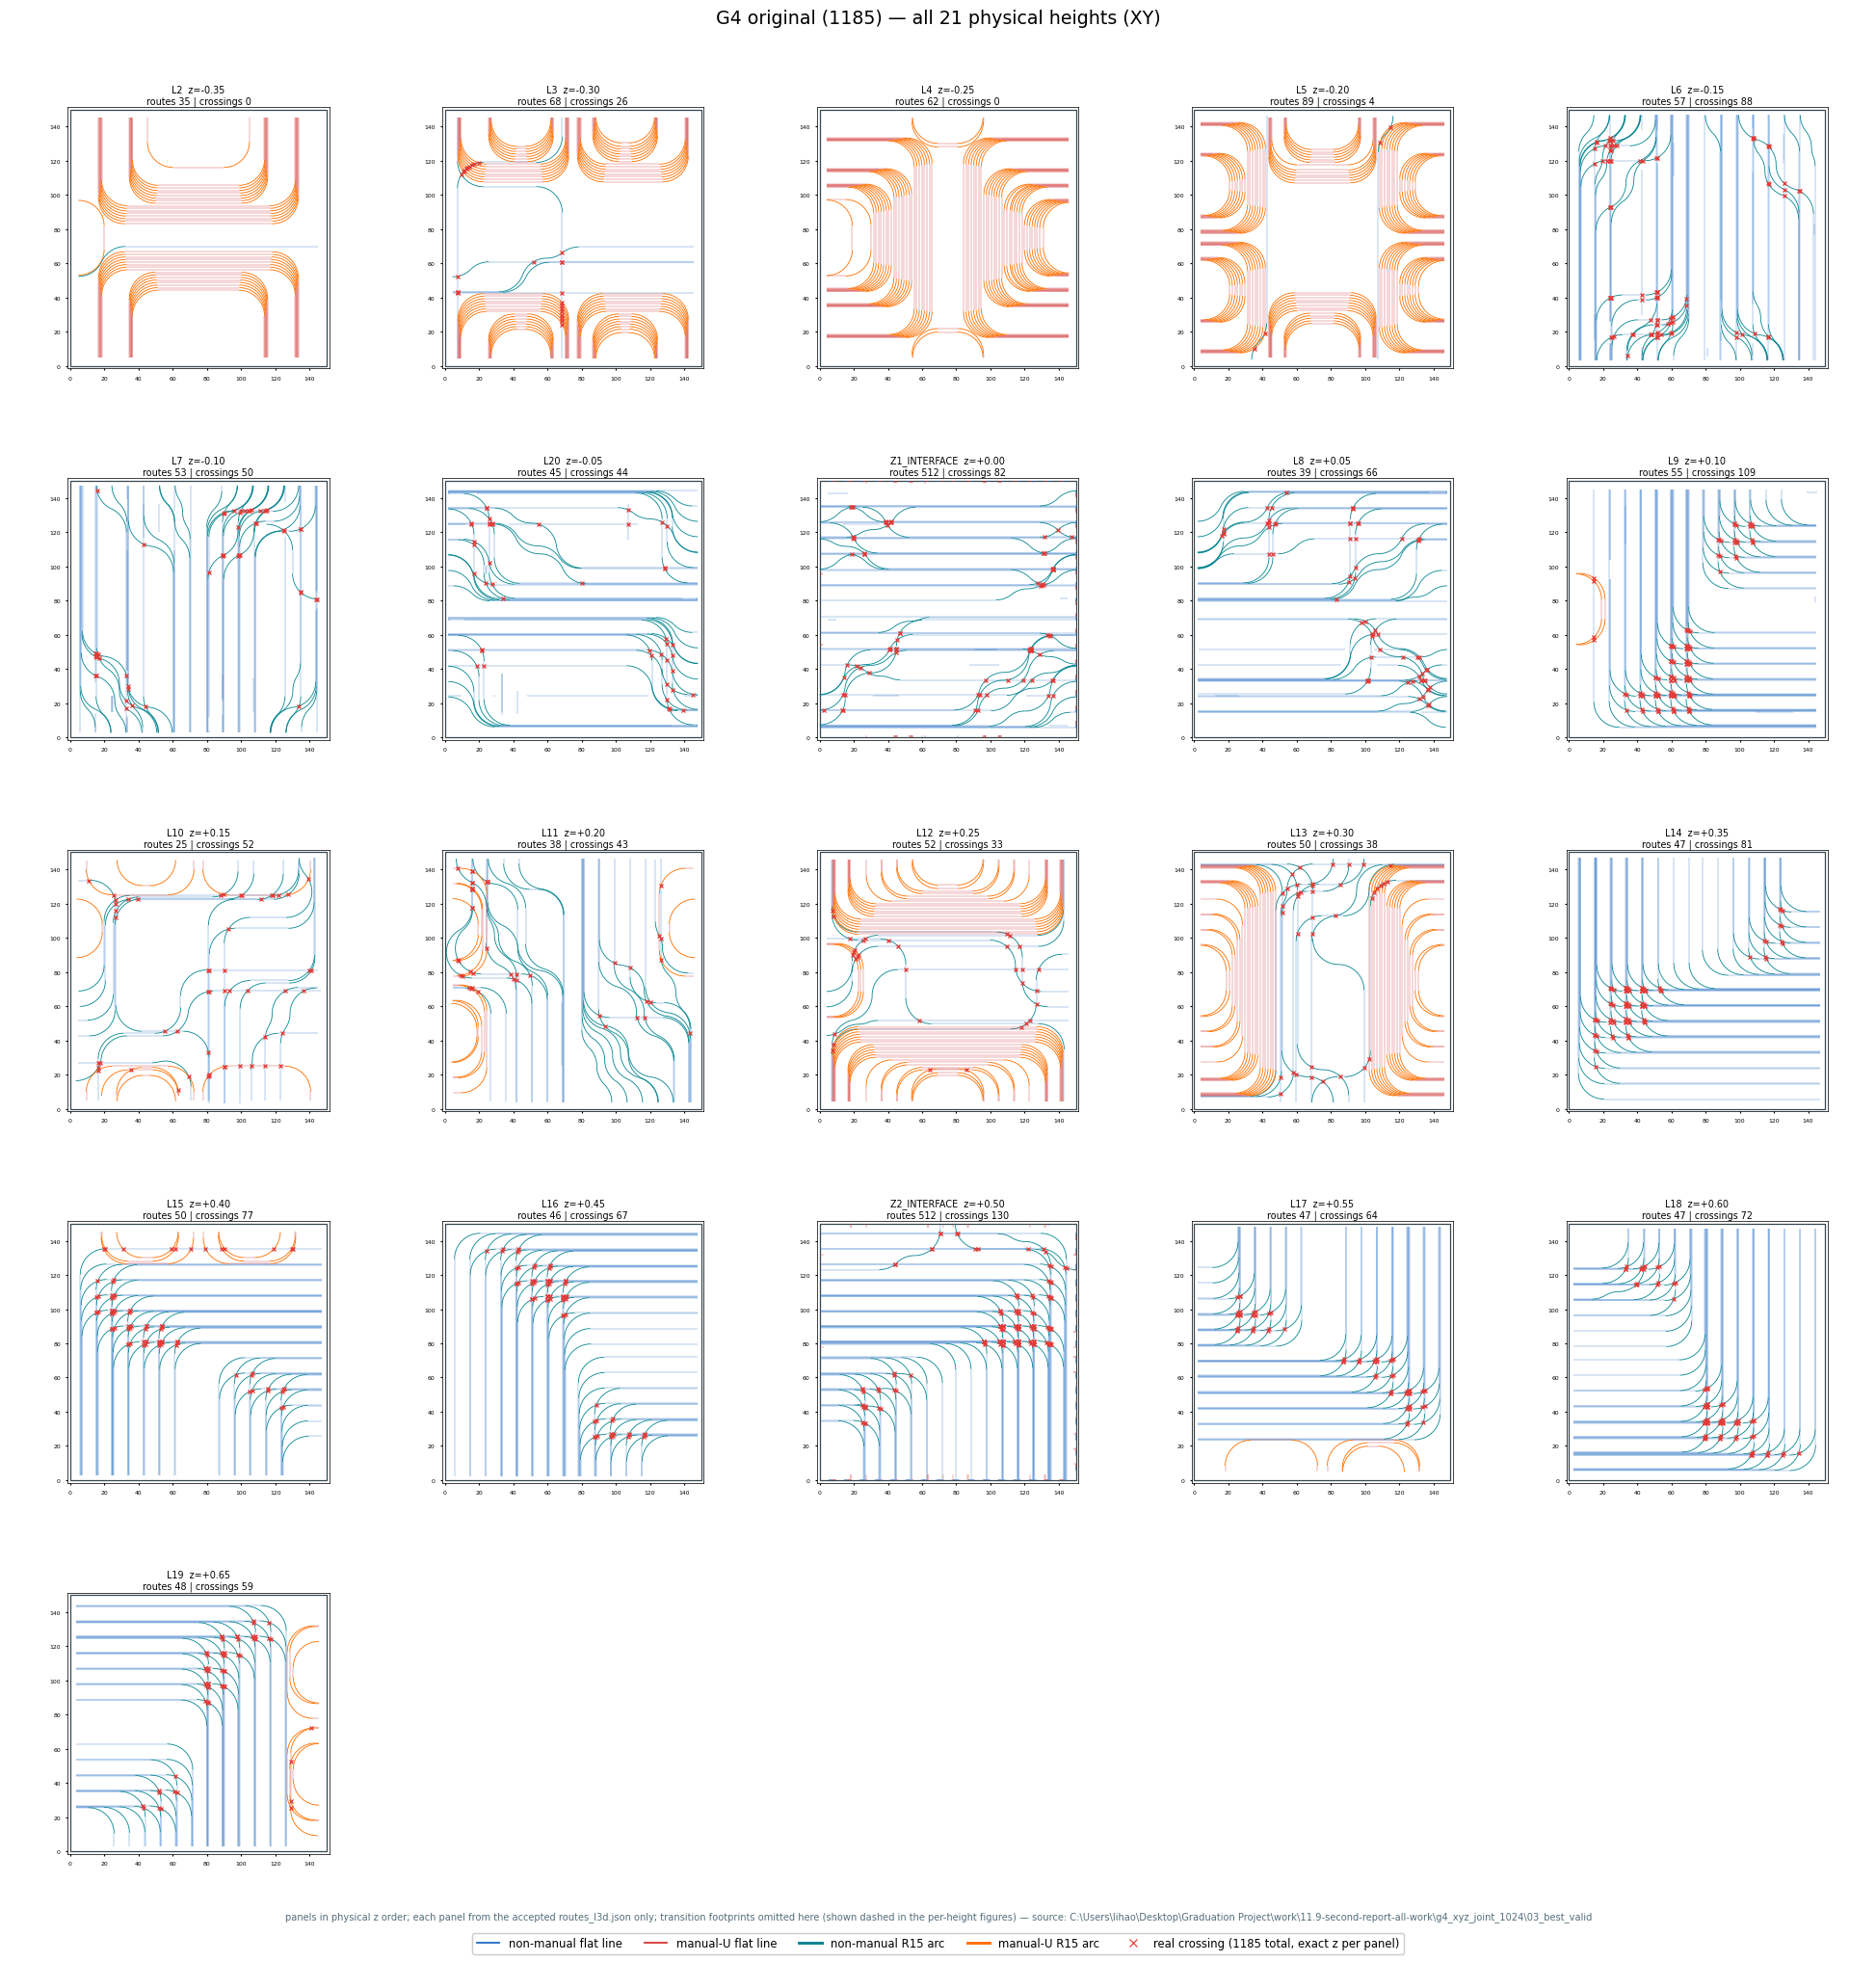 G4 original (1185) — all 21 physical heights (XY)
L2 z=-0.35
routes 35 | crossings 0
L3 z=-0.30
routes 68 | crossings 26
L4 z=-0.25
routes 62 | crossings 0
L5 z=-0.20
routes 89 | crossings 4
L6 z=-0.15
routes 57 | crossings 88
L7 z=-0.10
routes 53 | crossings 50
L20 z=-0.05
routes 45 | crossings 44
Z1_INTERFACE z=+0.00
routes 512 | crossings 82
L8 z=+0.05
routes 39 | crossings 66
L9 z=+0.10
routes 55 | crossings 109
L10 z=+0.15
routes 25 | crossings 52
L11 z=+0.20
routes 38 | crossings 43
L12 z=+0.25
routes 52 | crossings 33
L13 z=+0.30
routes 50 | crossings 38
L14 z=+0.35
routes 47 | crossings 81
L15 z=+0.40
routes 50 | crossings 77
L16 z=+0.45
routes 46 | crossings 67
Z2_INTERFACE z=+0.50
routes 512 | crossings 130
L17 z=+0.55
routes 47 | crossings 64
L18 z=+0.60
routes 47 | crossings 72
L19 z=+0.65
routes 48 | crossings 59
panels in physical z order; each panel from the accepted routes_l3d.json only; transition footprints omitted here (shown dashed in the per-height figures) — source: C:\Users\lihao\Desktop\Graduation Project\work\11.9-second-report-all-work\g4_xyz_joint_1024\03_best_valid
non-manual flat line
manual-U flat line
non-manual R15 arc
manual-U R15 arc
real crossing (1185 total, exact z per panel)